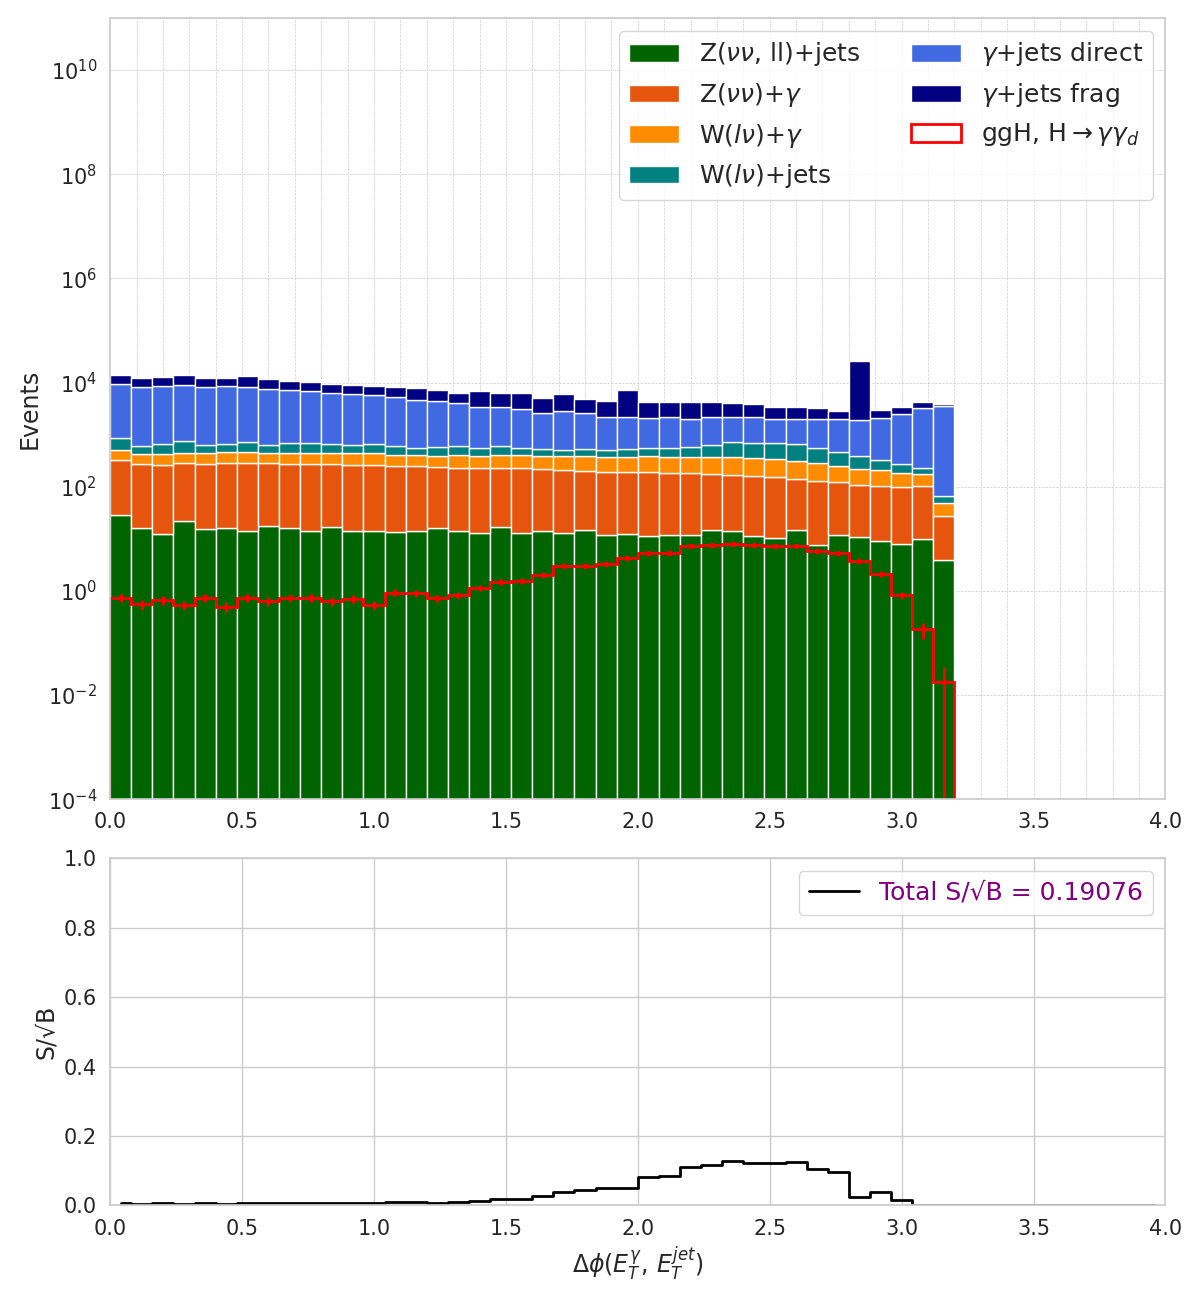 Z(νν, ll)+jets
Z(νν)+γ
W(lν)+γ
W(lν)+jets
γ+jets direct
γ+jets frag
ggH, H→γγ_d
Events
10^10
10^8
10^6
10^4
10^2
10^0
10^−2
10^−4
0.0 0.5 1.0 1.5 2.0 2.5 3.0 3.5 4.0
Total S/√B = 0.19076
S/√B
1.0
0.8
0.6
0.4
0.2
0.0
0.0 0.5 1.0 1.5 2.0 2.5 3.0 3.5 4.0
Δϕ(E_T^γ, E_T^jet)